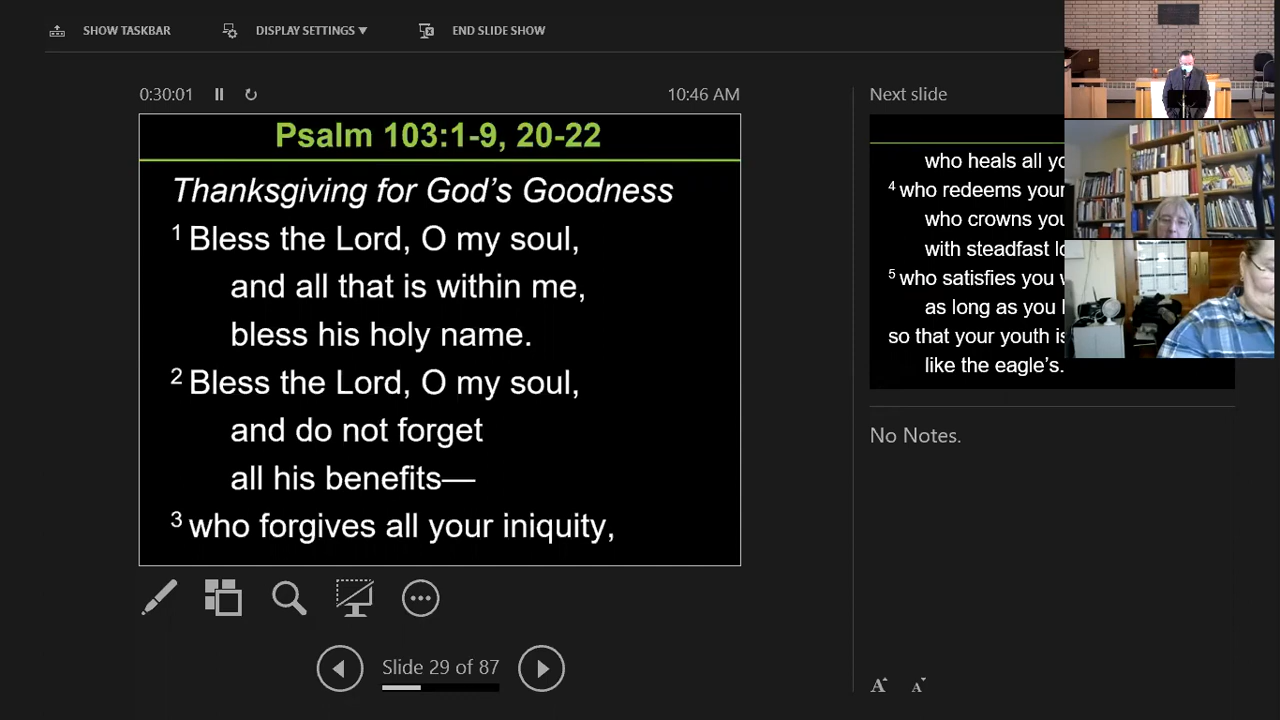 SHOW TASKBAR
DISPLAY SETTINGS ▾
END SLIDE SHOW
0:30:01
10:46 AM
Psalm 103:1-9, 20-22
Thanksgiving for God’s Goodness
1 Bless the Lord, O my soul,
and all that is within me,
bless his holy name.
2 Bless the Lord, O my soul,
and do not forget
all his benefits—
3 who forgives all your iniquity,
Slide 29 of 87
Next slide
who heals all
4 who redeems your
who crowns
with steadfast
5 who satisfies you
as long as you
so that your youth is
like the eagle’s.
No Notes.
A A